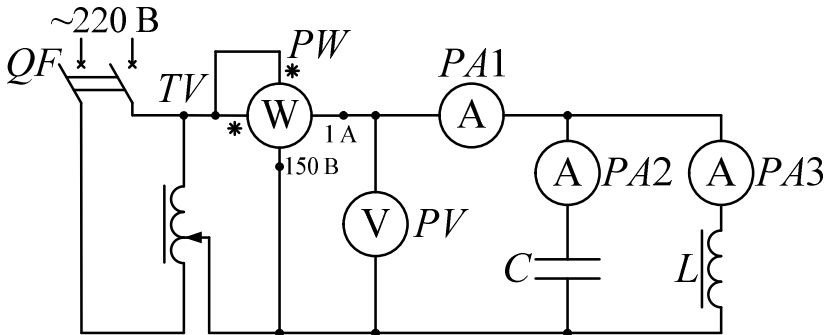 ~220 В
QF
TV
PW
*
W
*
1 А
150 В
PA1
A
V
PV
A
PA2
A
PA3
C
L